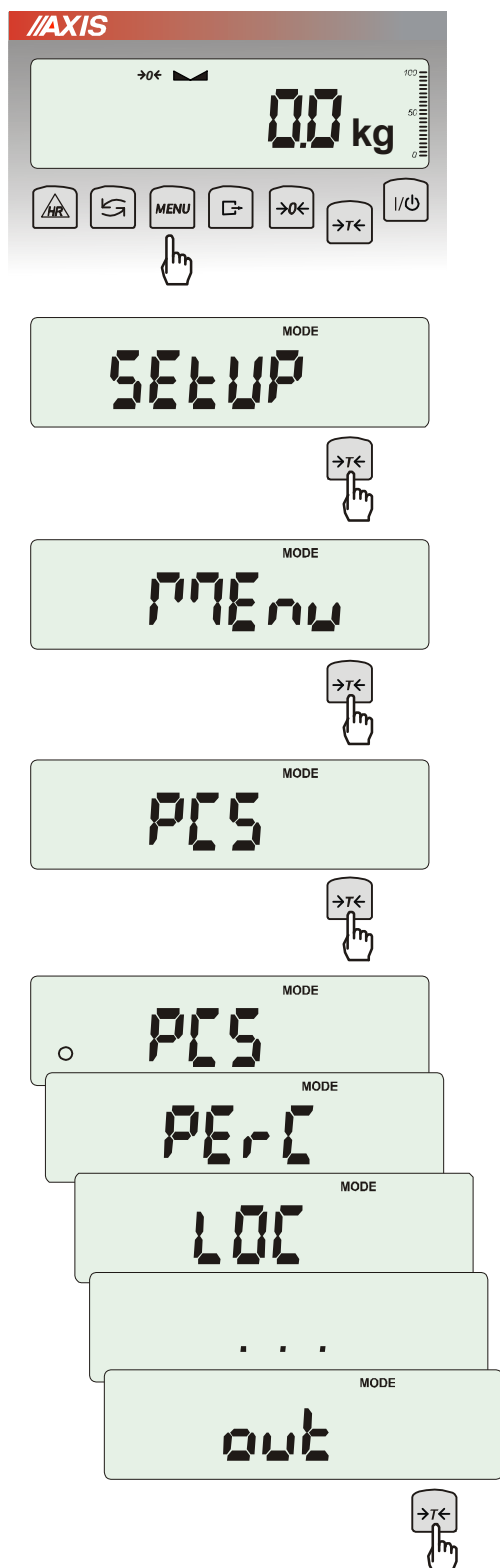 //AXIS
→0←
100
0.0 kg
50
0
HR MENU →0← →T← I/⏻
MODE
SEtUP
→T←
MODE
MEnu
→T←
MODE
PCS
→T←
MODE
PCS
MODE
PErC
MODE
LOC
. . .
MODE
out
→T←